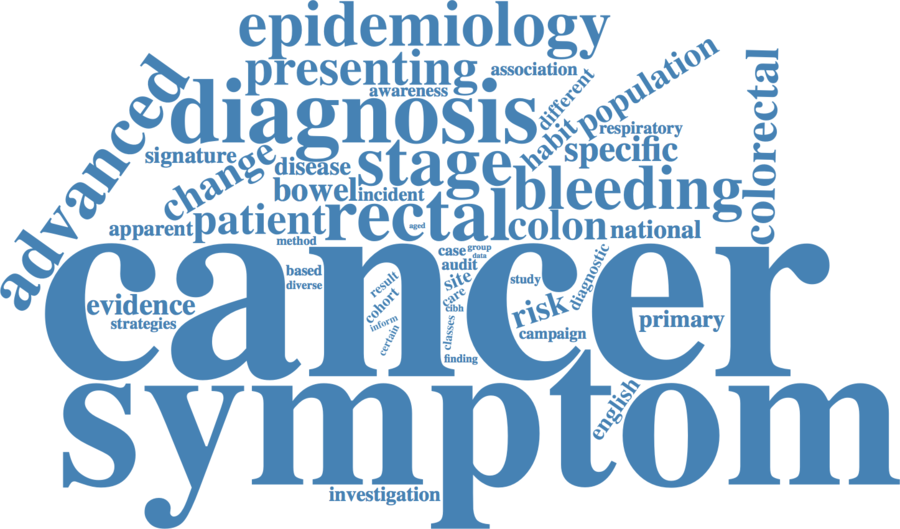 epidemiology
presenting
association
awareness
advanced
diagnosis
different
habit
population
respiratory
colorectal
signature
change
disease
stage
specific
bowel
incident
bleeding
apparent
patient
rectal
aged
colon
national
method
cancer
based
diverse
case
group
data
audit
site
care
cibh
classes
finding
result
cohort
inform
certain
study
risk
diagnostic
campaign
primary
evidence
strategies
symptom
english
investigation